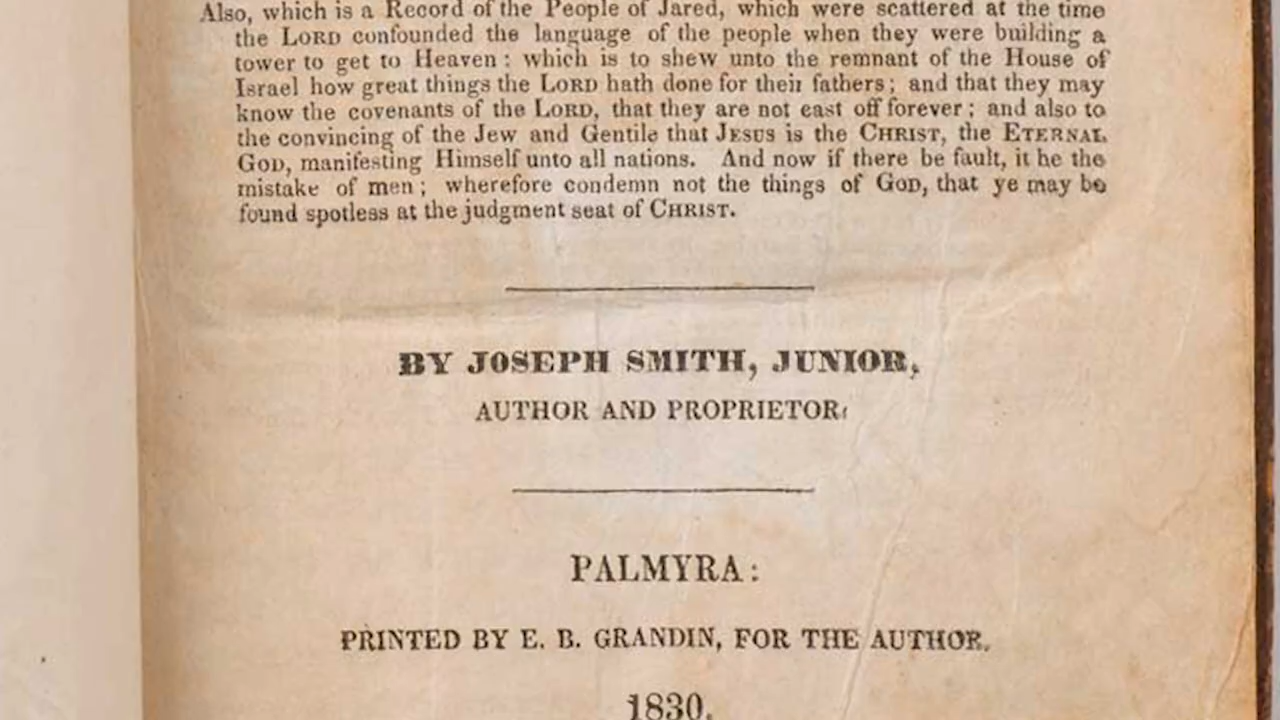 Also, which is a Record of the People of Jared, which were scattered at the time
the LORD confounded the language of the people when they were building a
tower to get to Heaven: which is to shew unto the remnant of the House of
Israel how great things the LORD hath done for their fathers; and that they may
know the covenants of the LORD, that they are not east off forever; and also to
the convincing of the Jew and Gentile that JESUS is the CHRIST, the ETERNAL
GOD, manifesting Himself unto all nations. And now if there be fault, it he the
mistake of men; wherefore condemn not the things of GOD, that ye may be
found spotless at the judgment seat of CHRIST.
BY JOSEPH SMITH, JUNIOR,
AUTHOR AND PROPRIETOR.
PALMYRA:
PRINTED BY E. B. GRANDIN, FOR THE AUTHOR.
1830.